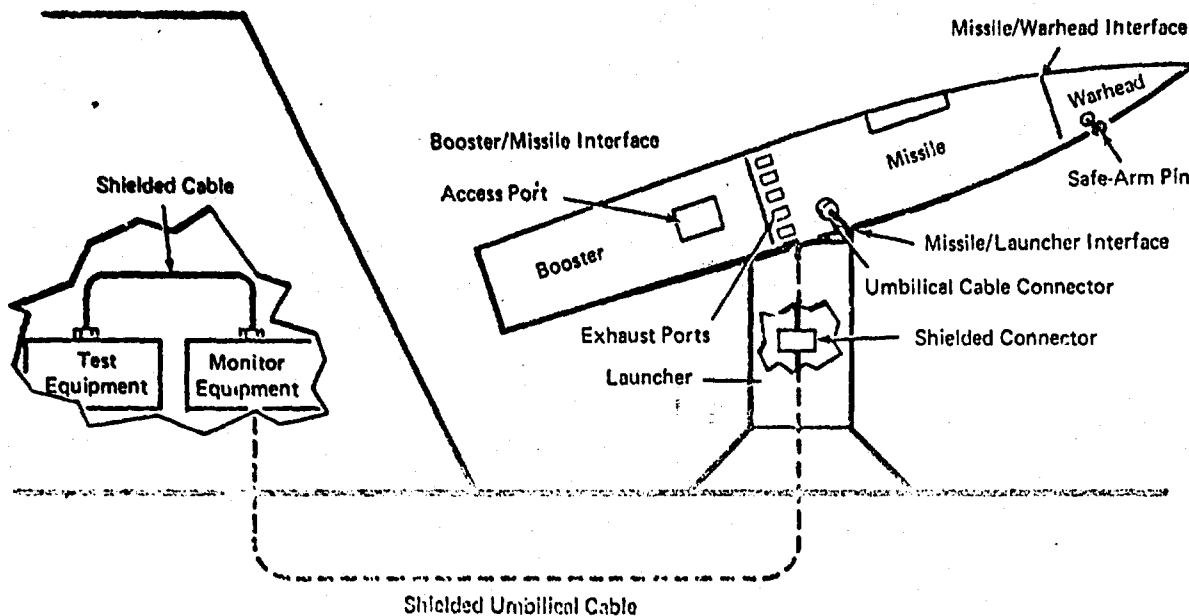 Missile/Warhead Interface
Warhead
Booster/Missile Interface
Missile
Shielded Cable
Access Port
Safe-Arm Pin
Booster
Missile/Launcher Interface
Umbilical Cable Connector
Exhaust Ports
Shielded Connector
Test
Equipment
Monitor
Equipment
Launcher
Shielded Umbilical Cable